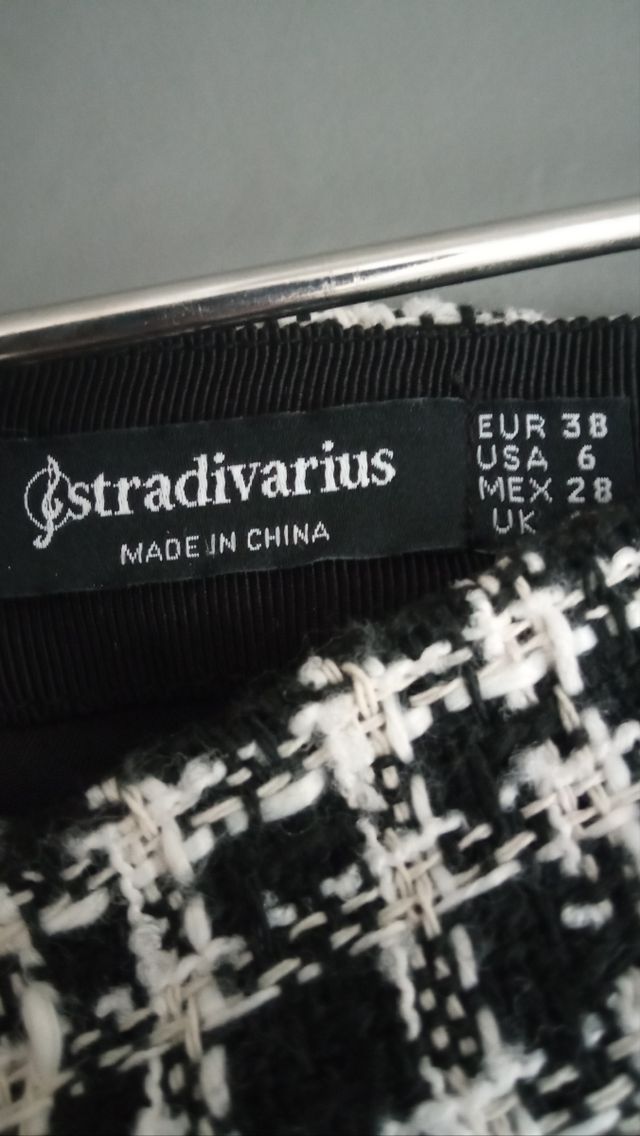 stradivarius
MADE IN CHINA
EUR 38
USA 6
MEX 28
UK